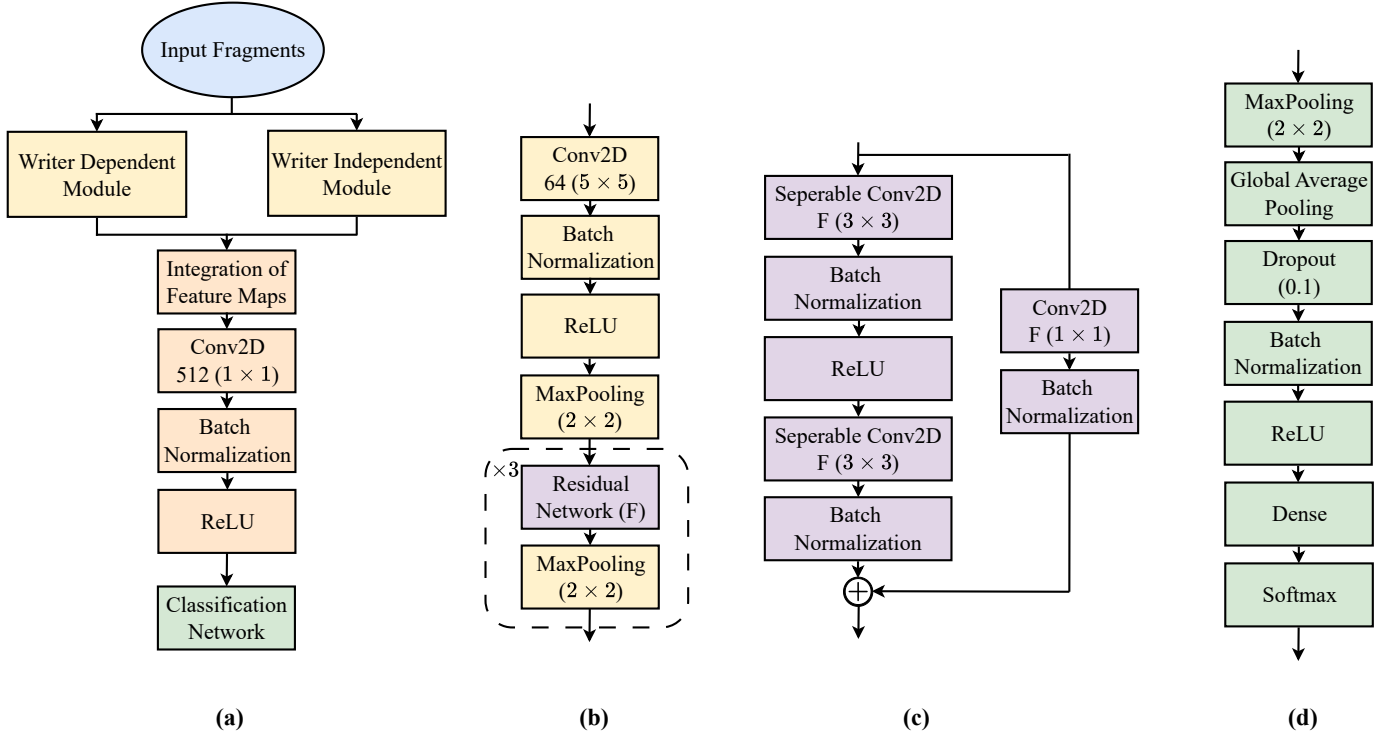 Input Fragments
Writer Dependent
Module
Writer Independent
Module
Integration of
Feature Maps
Conv2D
512 (1 × 1)
Batch
Normalization
ReLU
Classification
Network
(a)
Conv2D
64 (5 × 5)
Batch
Normalization
ReLU
MaxPooling
(2 × 2)
×3
Residual
Network (F)
MaxPooling
(2 × 2)
(b)
Seperable Conv2D
F (3 × 3)
Batch
Normalization
ReLU
Seperable Conv2D
F (3 × 3)
Batch
Normalization
Conv2D
F (1 × 1)
Batch
Normalization
(c)
MaxPooling
(2 × 2)
Global Average
Pooling
Dropout
(0.1)
Batch
Normalization
ReLU
Dense
Softmax
(d)